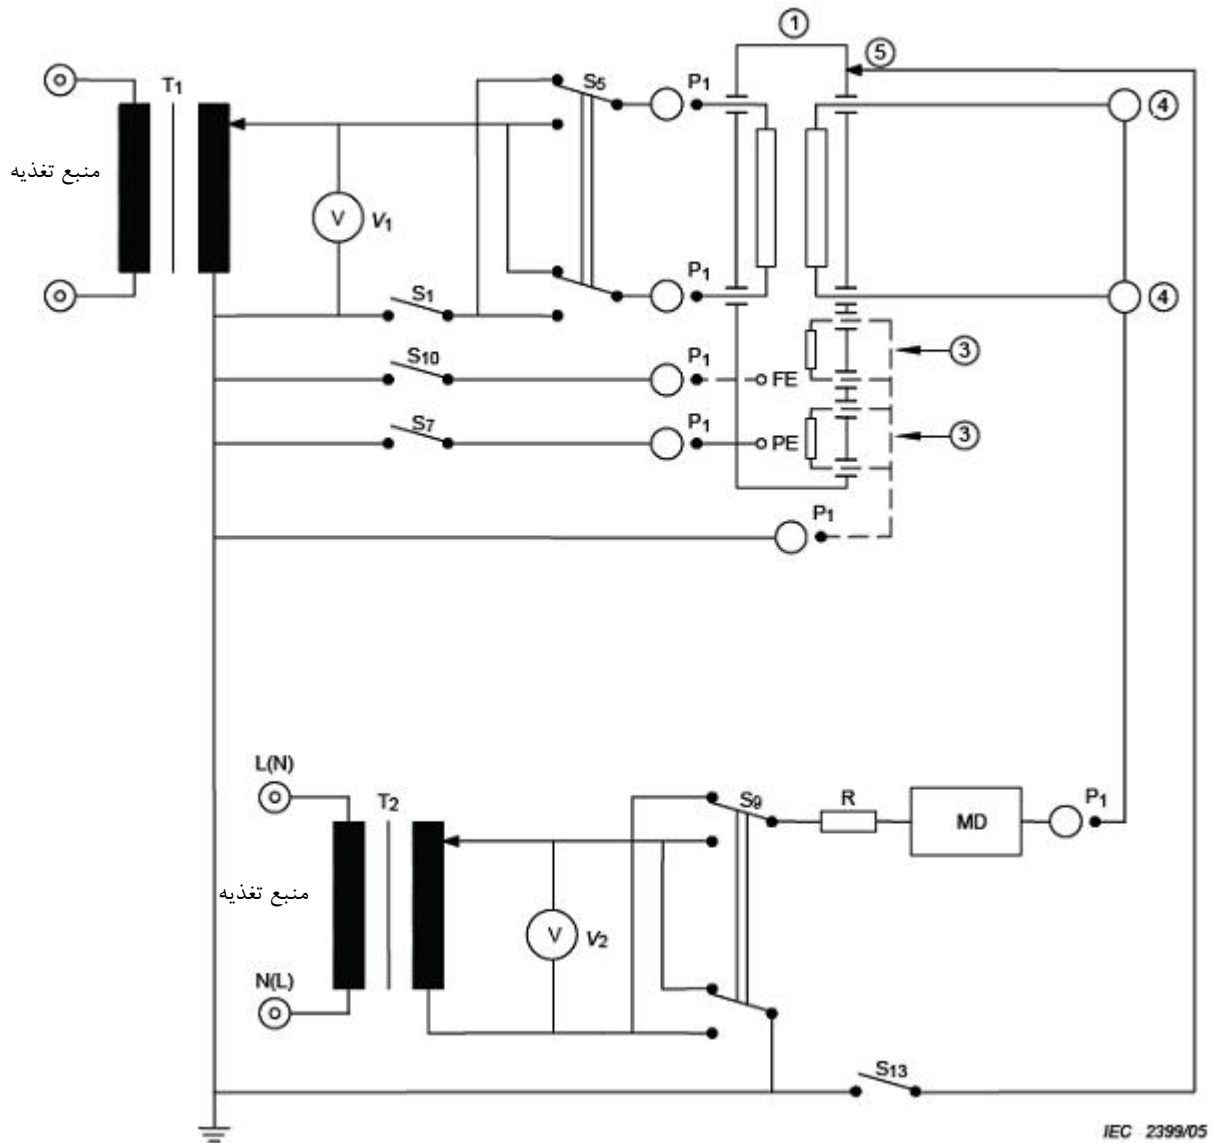 1
5
T1
S5
P1
4
منبع تغذیه
V
V1
P1
4
S1
S10
P1
FE
3
S7
P1
PE
3
P1
L(N)
T2
S9
R
MD
P1
منبع تغذیه
V
V2
N(L)
S13
IEC 2399/05